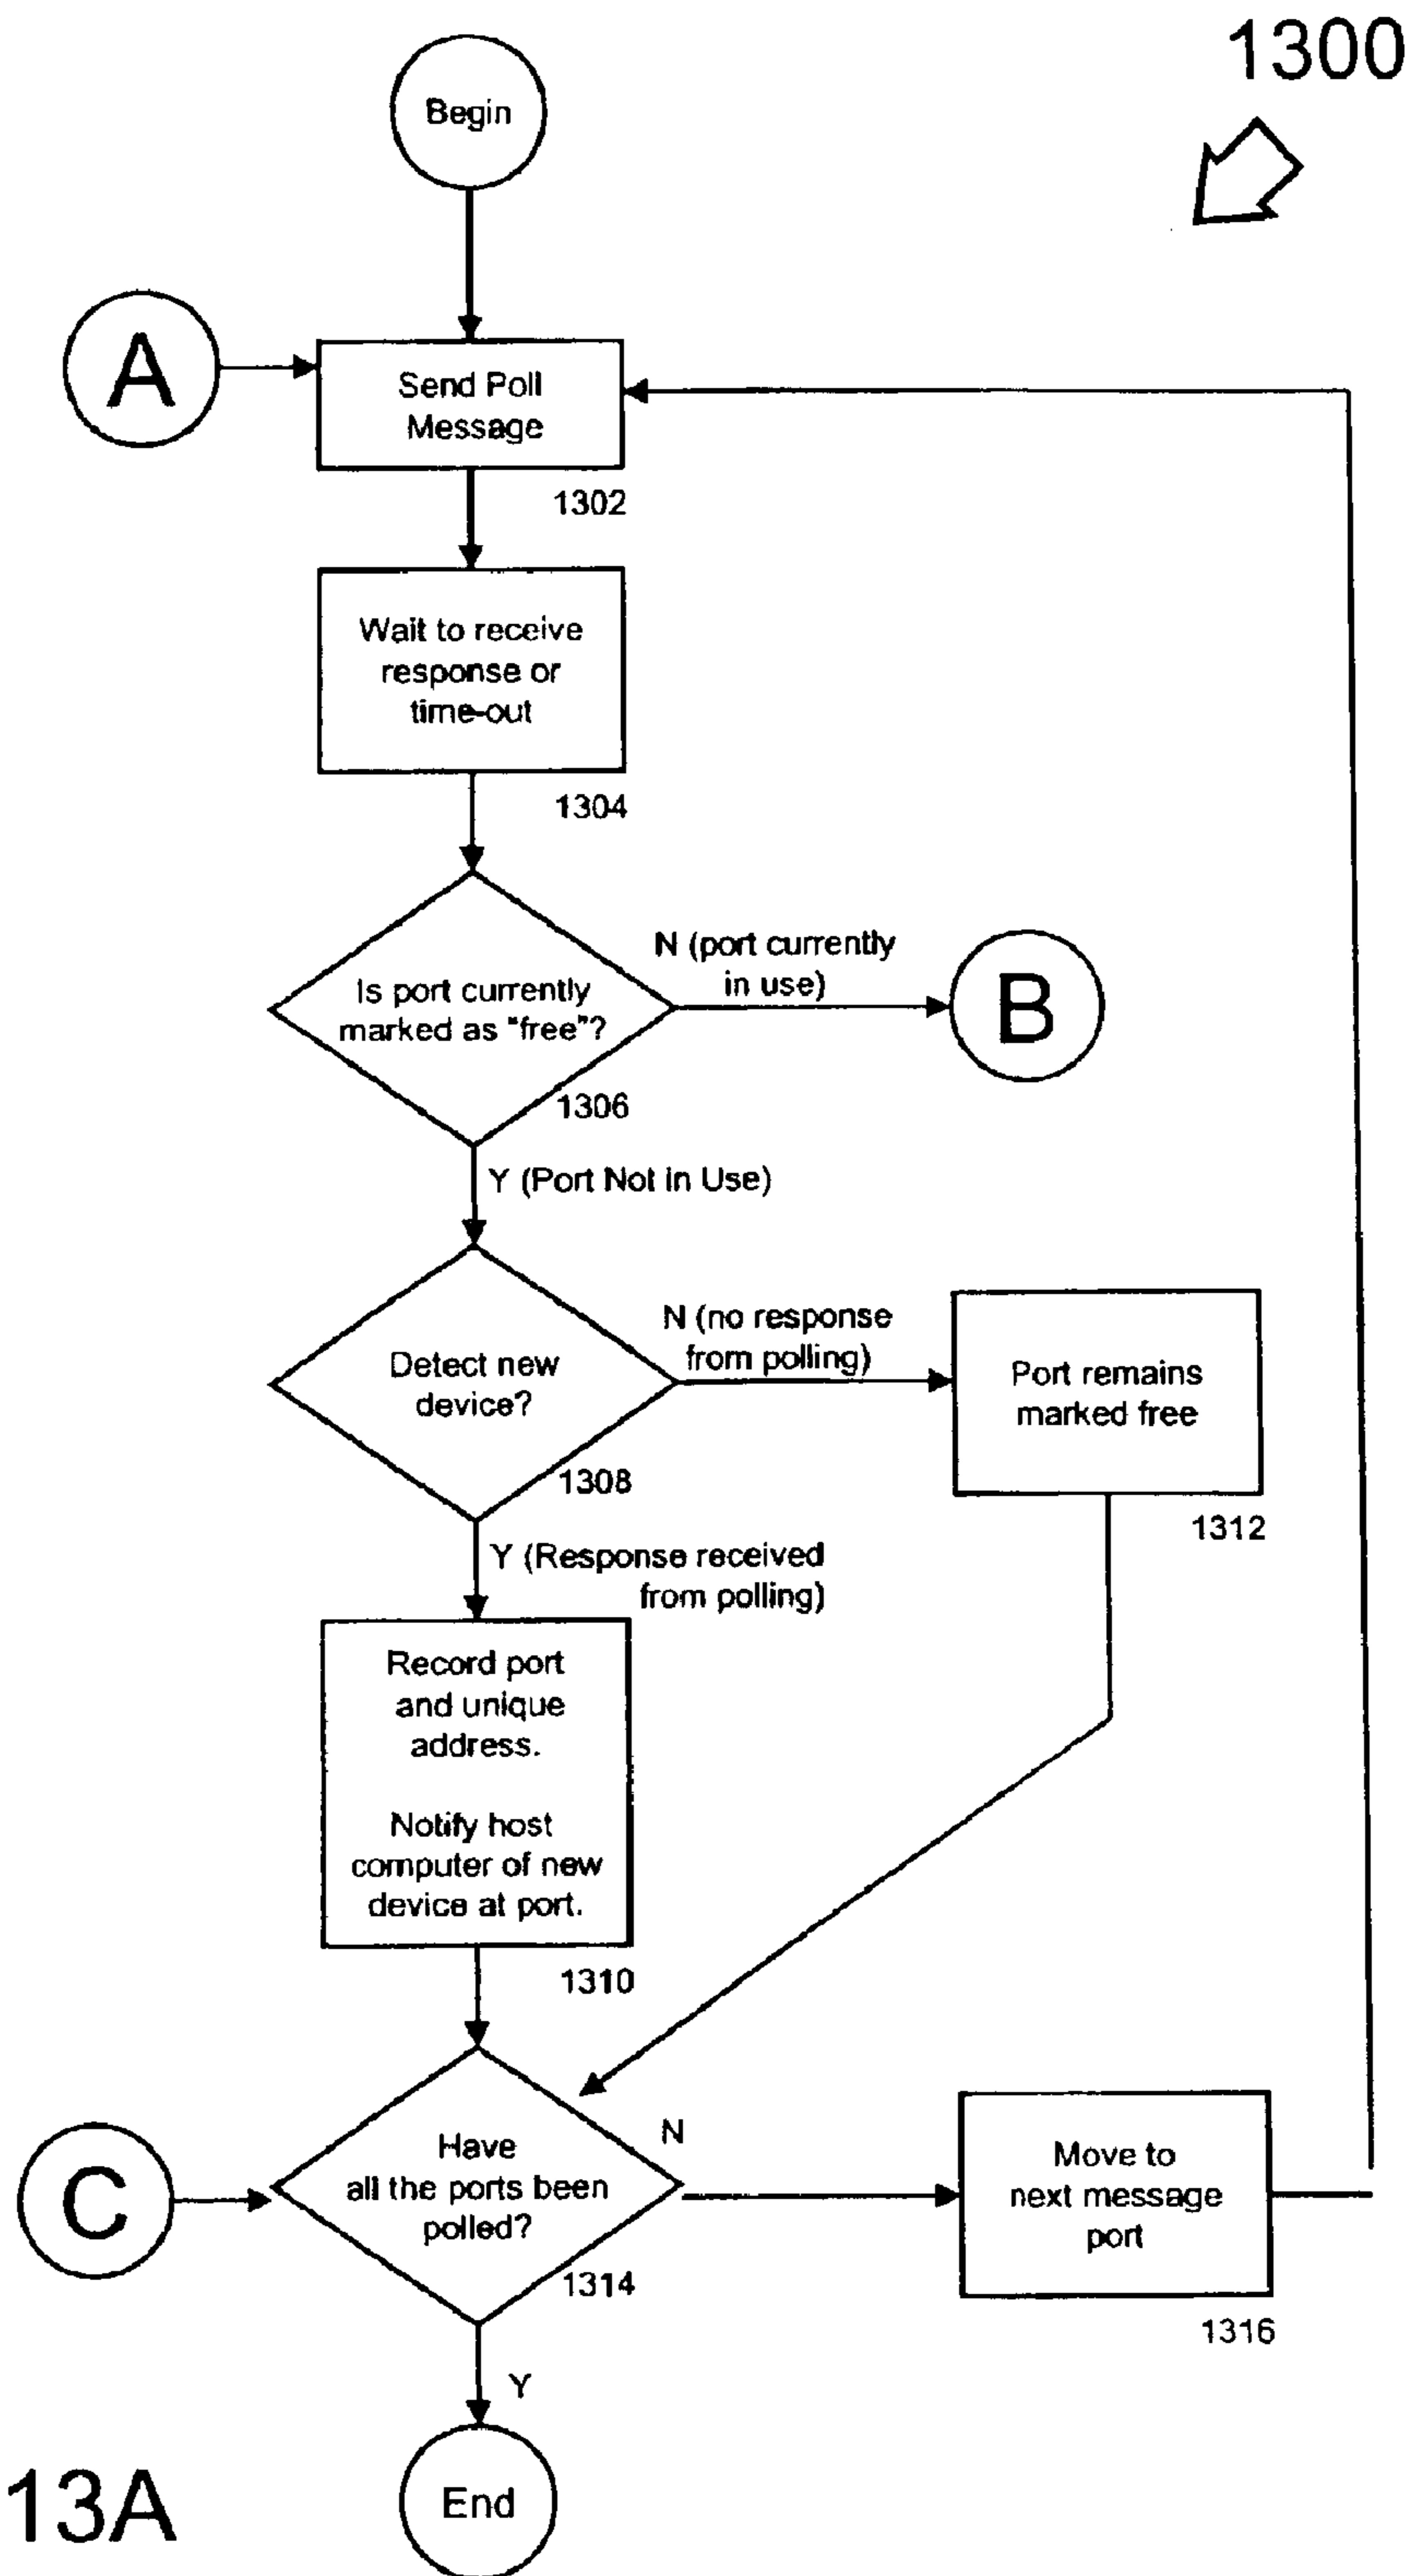 1300
Begin
A
Send Poll
Message
1302
Wait to receive
response or
time-out
1304
N (port currently
in use)
Is port currently
marked as "free"?
B
1306
Y (Port Not in Use)
N (no response
from polling)
Detect new
device?
Port remains
marked free
1308
1312
Y (Response received
from polling)
Record port
and unique
address.
Notify host
computer of new
device at port.
1310
N
Have
all the ports been
polled?
C
Move to
next message
port
1314
1316
Y
End
13A